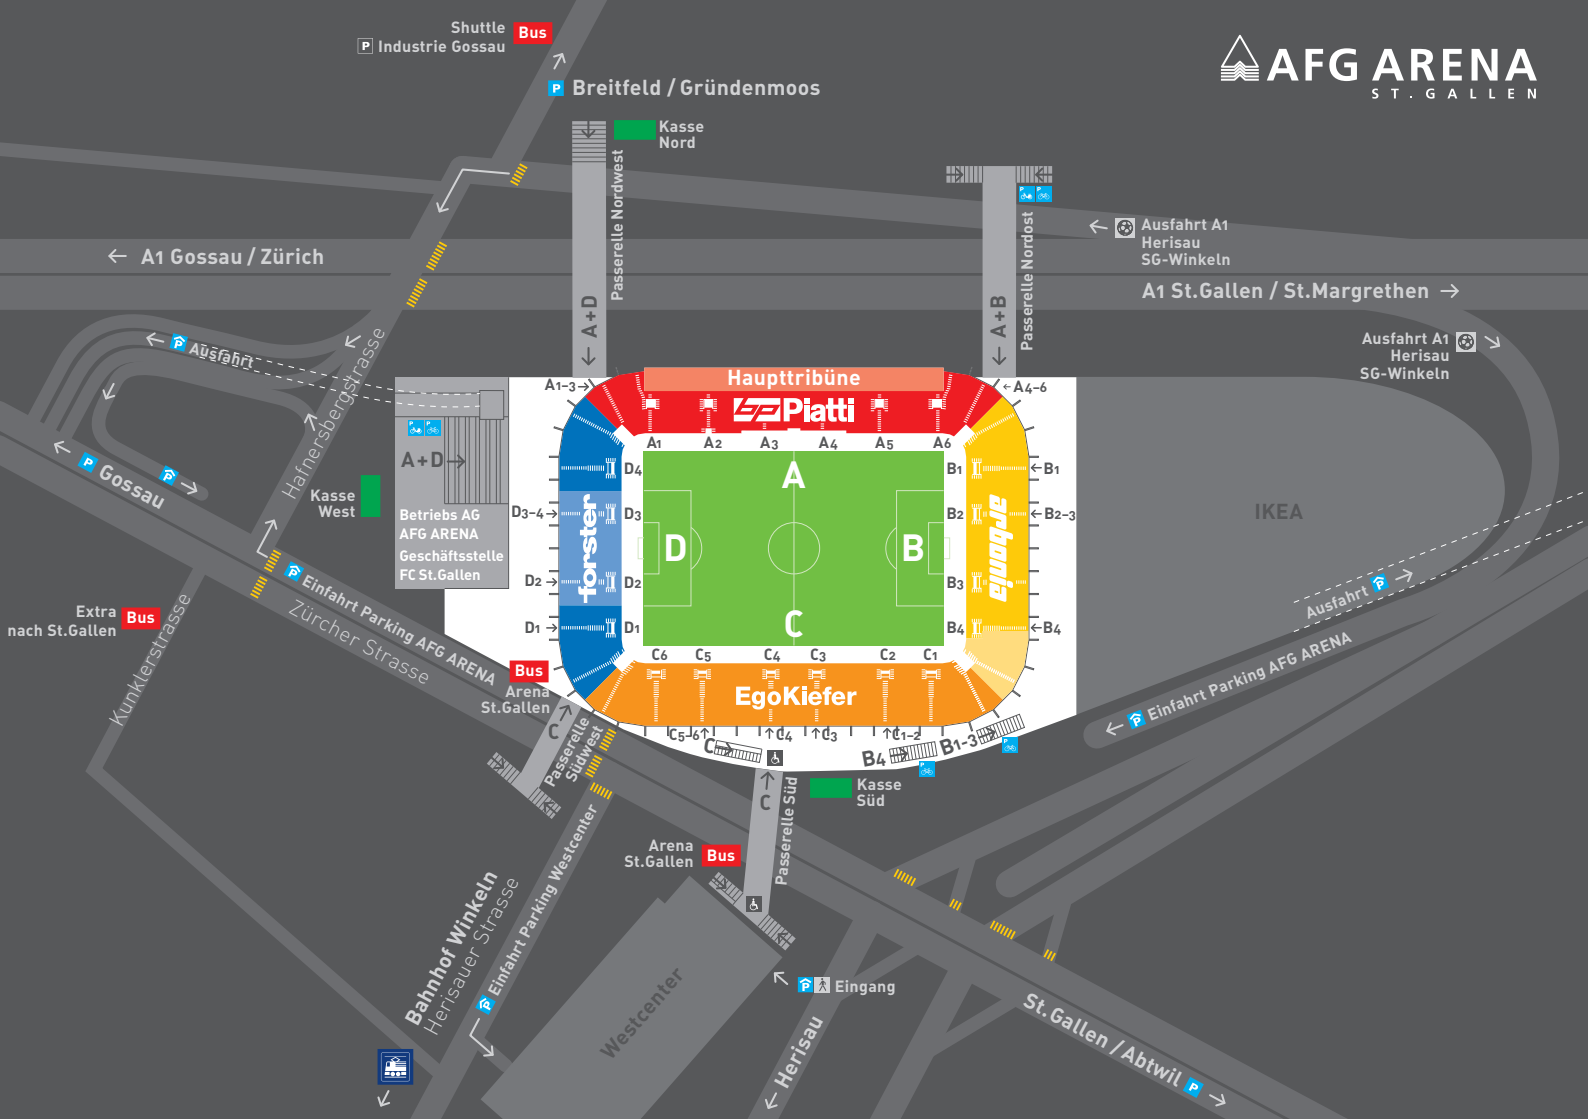 Shuttle Bus
P Industrie Gossau
P Breitfeld / Gründenmoos
AFG ARENA
ST. GALLEN
Kasse
Nord
Passerelle Nordwest
A+D
Passerelle Nordost
A+B
P
P
Ausfahrt A1
Herisau
SG-Winkeln
A1 Gossau / Zürich
A1 St.Gallen / St.Margrethen
Ausfahrt A1
Herisau
SG-Winkeln
P Ausfahrt
Hafnersbergstrasse
P Gossau
P
Kasse
West
P
P
A+D
Betriebs AG
AFG ARENA
Geschäftsstelle
FC St.Gallen
A1-3
A4-6
Haupttribüne
bp Piatti
A1
A2
A3
A4
A5
A6
A
B
C
D
D4
D3
D2
D1
D3-4
D2
D1
forster
B1
B2
B3
B4
B1
B2-3
B4
arbonia
C6
C5
C4
C3
C2
C1
EgoKiefer
C5-6
C4
C3
C1-2
C
B4
B1-3
IKEA
Ausfahrt P
P Einfahrt Parking AFG ARENA
P Einfahrt Parking AFG ARENA
Zürcher Strasse
Extra
nach St.Gallen
Bus
Kunklerstrasse
Bus
Arena
St.Gallen
C
Passerelle
Südwest
C
Passerelle Süd
Kasse
Süd
Arena
St.Gallen
Bus
P Einfahrt Parking Westcenter
Bahnhof Winkeln
Herisauer Strasse
Westcenter
P Eingang
Herisau
St.Gallen / Abtwil P